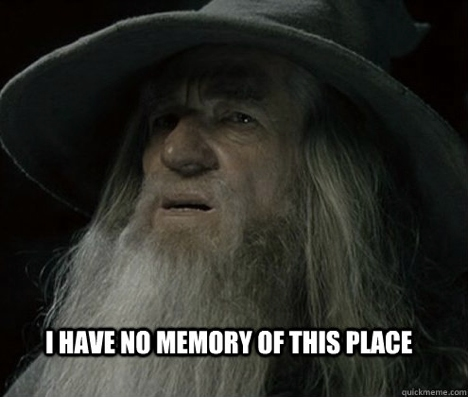 I HAVE NO MEMORY OF THIS PLACE
quickmeme.com